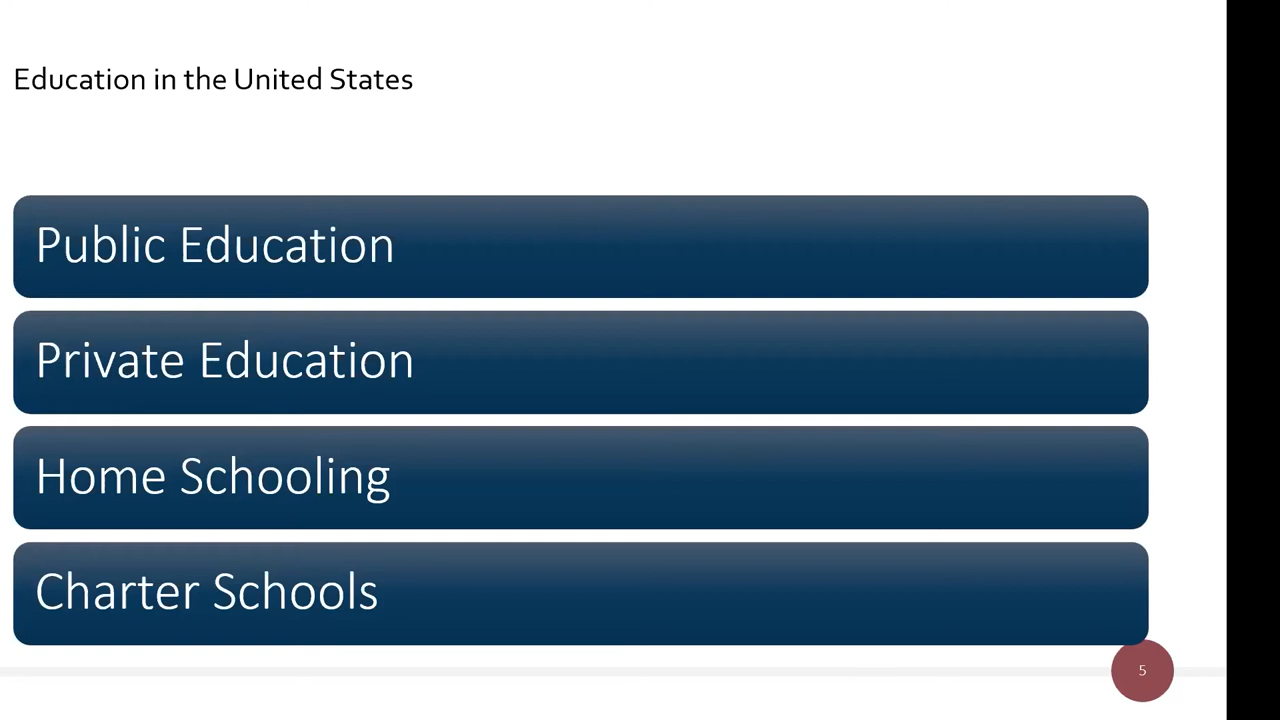 Education in the United States
Public Education
Private Education
Home Schooling
Charter Schools
5